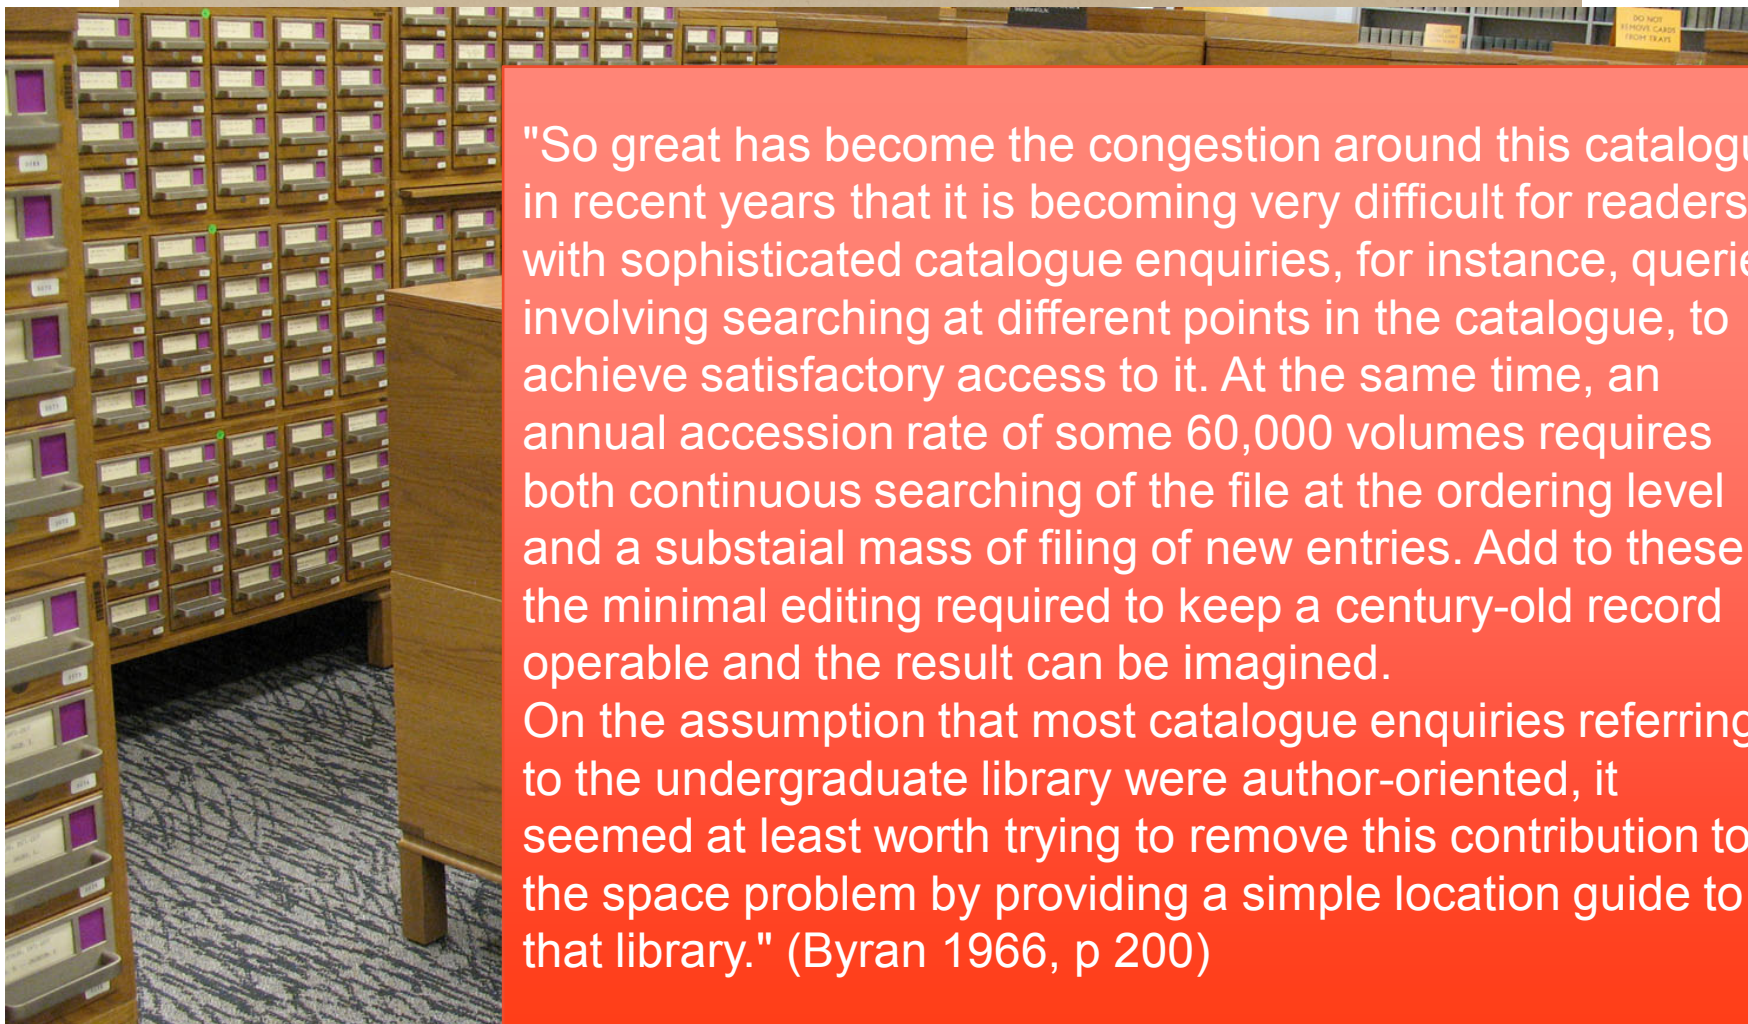 DO NOT
REMOVE CARDS
FROM TRAYS
"So great has become the congestion around this catalogu
in recent years that it is becoming very difficult for readers
with sophisticated catalogue enquiries, for instance, querie
involving searching at different points in the catalogue, to
achieve satisfactory access to it. At the same time, an
annual accession rate of some 60,000 volumes requires
both continuous searching of the file at the ordering level
and a substaial mass of filing of new entries. Add to these
the minimal editing required to keep a century-old record
operable and the result can be imagined.
On the assumption that most catalogue enquiries referring
to the undergraduate library were author-oriented, it
seemed at least worth trying to remove this contribution to
the space problem by providing a simple location guide to
that library." (Byran 1966, p 200)